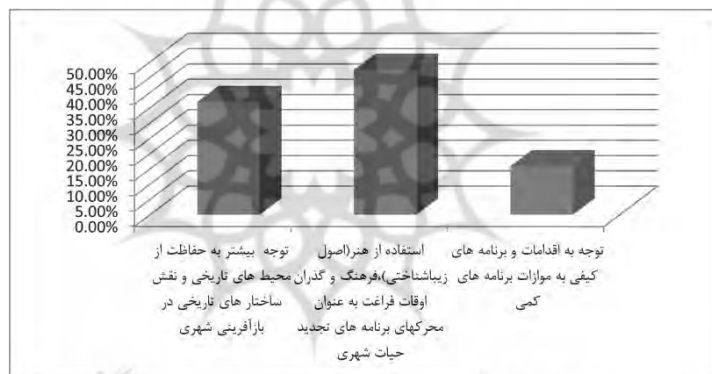 50.00%
45.00%
40.00%
35.00%
30.00%
25.00%
20.00%
15.00%
10.00%
5.00%
0.00%
توجه بیشتر به حفاظت از
محیط های تاریخی و نقش
ساختار های تاریخی در
بازآفرینی شهری
استفاده از هنر(اصول
زیباشناختی)،فرهنگ و گذران
اوقات فراغت به عنوان
محرکهای برنامه های تجدید
حیات شهری
توجه به اقدامات و برنامه های
کیفی به موازات برنامه های
کمی